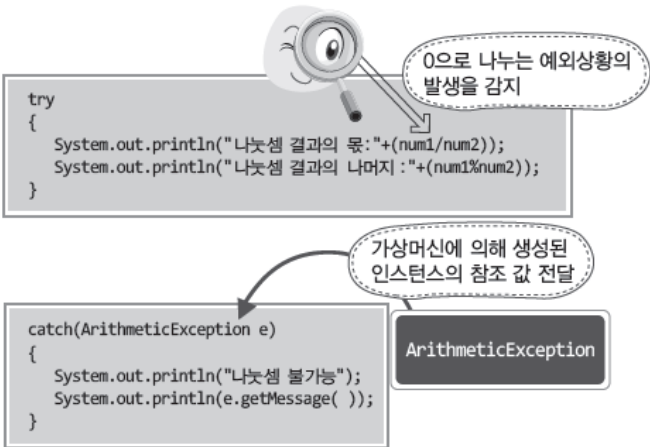 0으로 나누는 예외상황의
발생을 감지
try
{
System.out.println("나눗셈 결과의 몫:"+(num1/num2));
System.out.println("나눗셈 결과의 나머지 :"+(num1%num2));
}
가상머신에 의해 생성된
인스턴스의 참조 값 전달
catch(ArithmeticException e)
{
System.out.println("나눗셈 불가능");
System.out.println(e.getMessage( ));
}
ArithmeticException